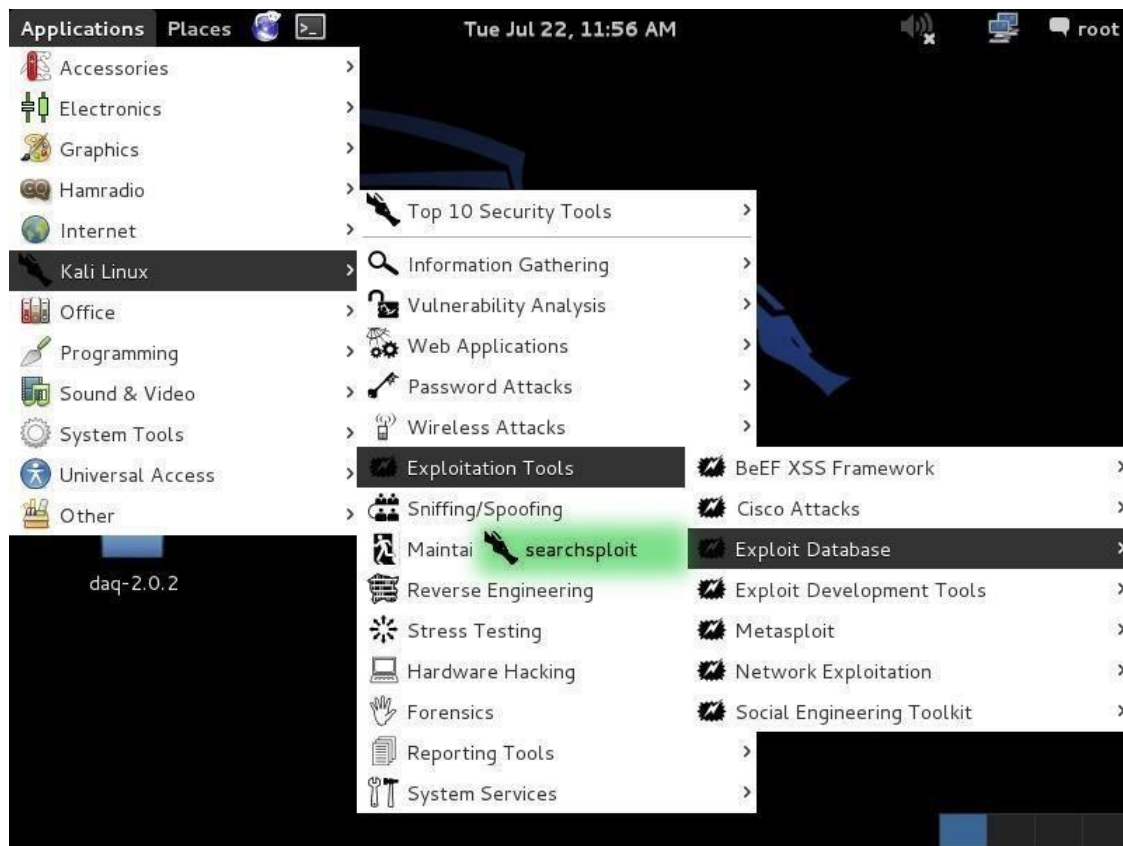 Applications Places Tue Jul 22, 11:56 AM root
Accessories
Electronics
Graphics
Hamradio
Internet
Kali Linux
Office
Programming
Sound & Video
System Tools
Universal Access
Other
daq-2.0.2
Top 10 Security Tools
Information Gathering
Vulnerability Analysis
Web Applications
Password Attacks
Wireless Attacks
Exploitation Tools
Sniffing/Spoofing
Maintai
searchsploit
Reverse Engineering
Stress Testing
Hardware Hacking
Forensics
Reporting Tools
System Services
BeEF XSS Framework
Cisco Attacks
Exploit Database
Exploit Development Tools
Metasploit
Network Exploitation
Social Engineering Toolkit